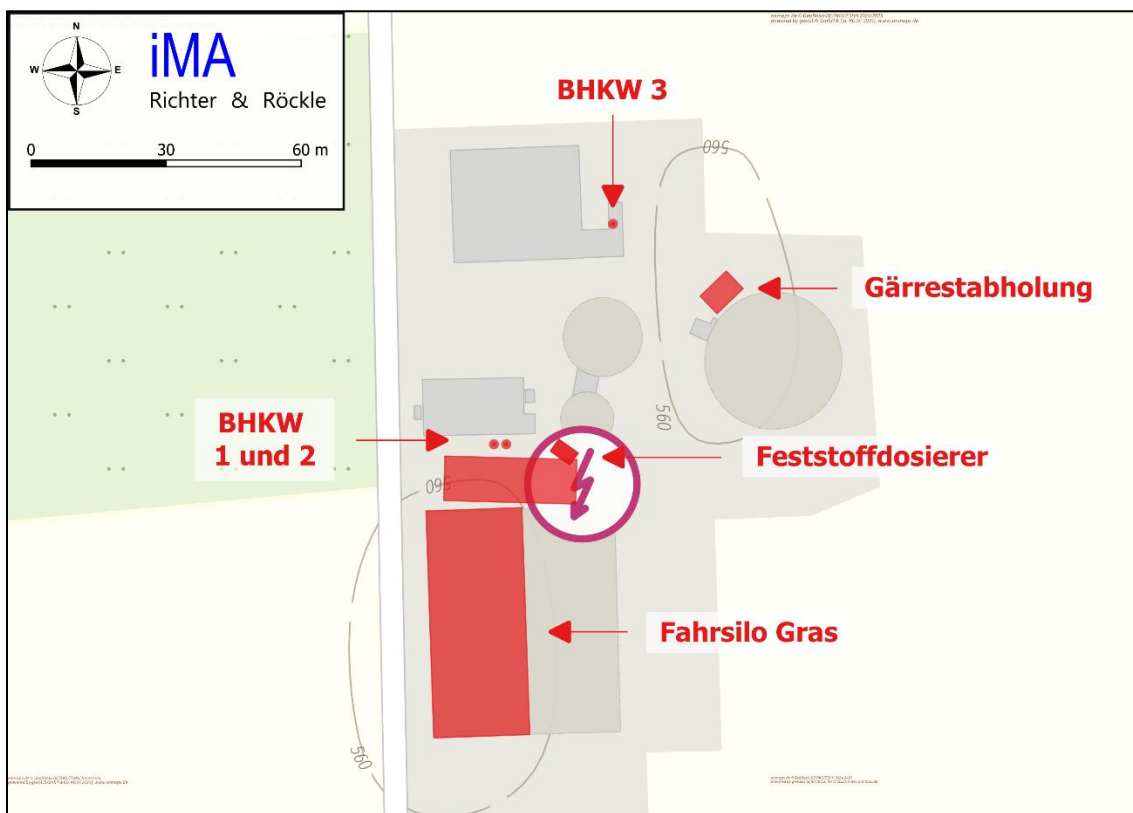 N
W E
S
iMA
Richter & Röckle
0 30 60 m
BHKW 3
560
Gärrestabholung
560
BHKW
1 und 2
Feststoffdosierer
560
Fahrsilo Gras
560